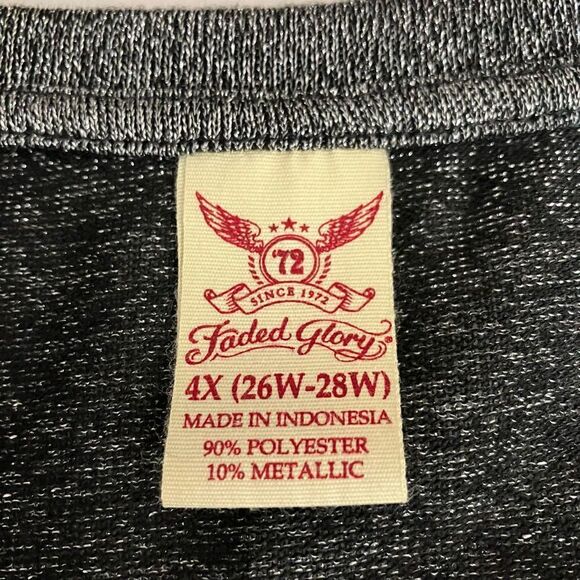 '72
SINCE 1972
Faded Glory®
4X (26W-28W)
MADE IN INDONESIA
90% POLYESTER
10% METALLIC